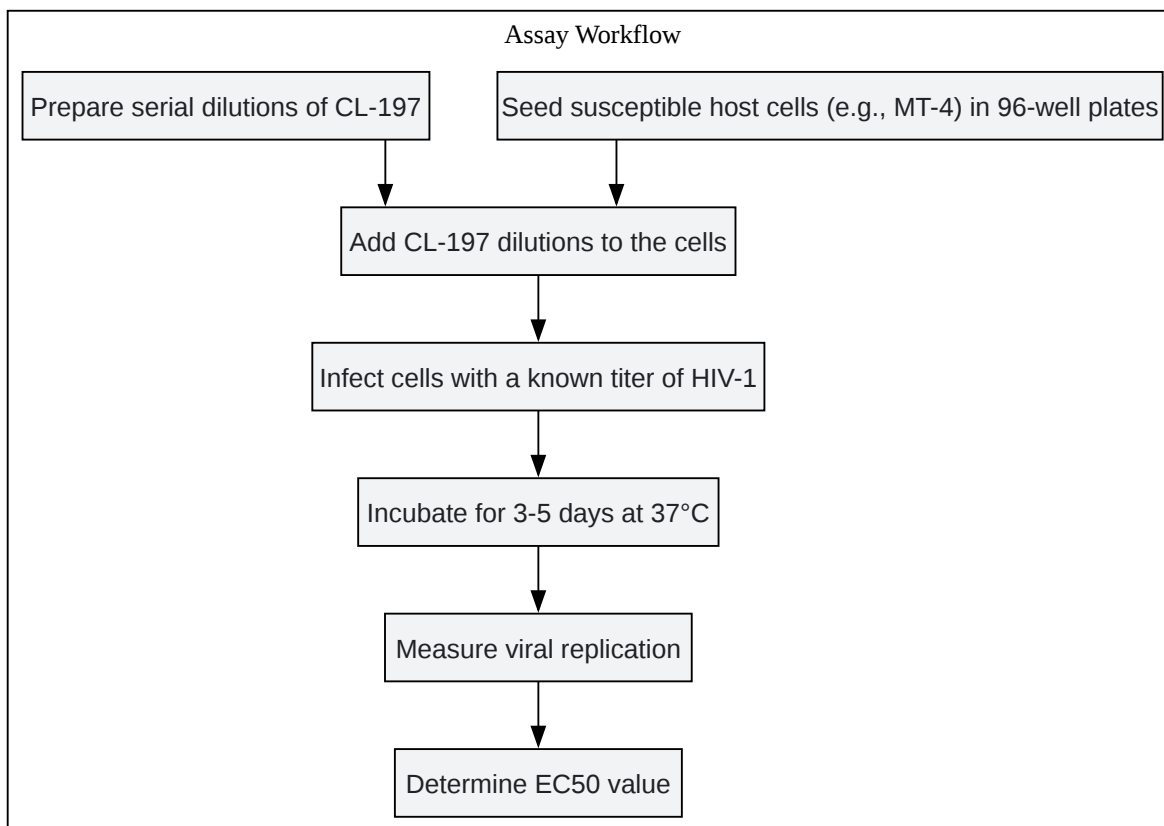 Assay Workflow
Prepare serial dilutions of CL-197
Seed susceptible host cells (e.g., MT-4) in 96-well plates
Add CL-197 dilutions to the cells
Infect cells with a known titer of HIV-1
Incubate for 3-5 days at 37°C
Measure viral replication
Determine EC50 value